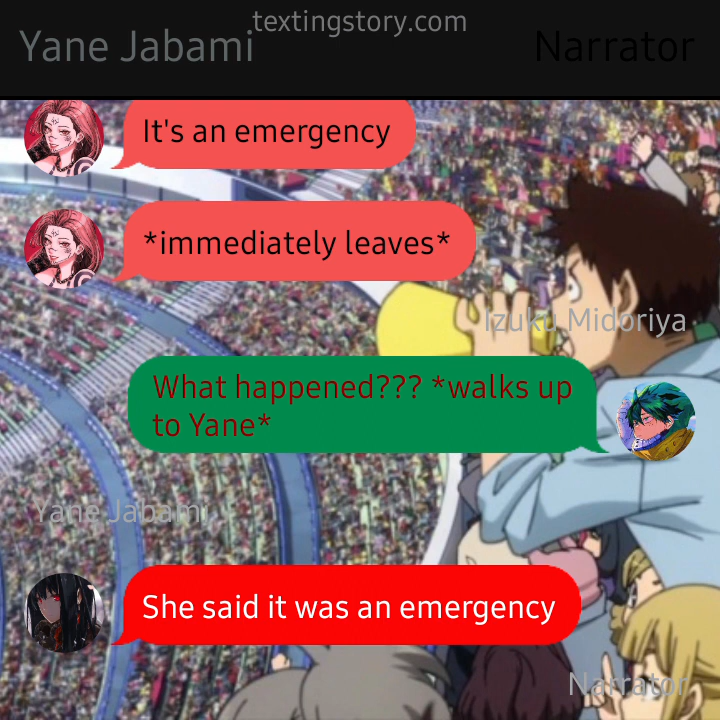 textingstory.com
Yane Jabami
Narrator
It's an emergency
*immediately leaves*
Izuku Midoriya
What happened??? *walks up
to Yane*
Yane Jabami
She said it was an emergency
Narrator